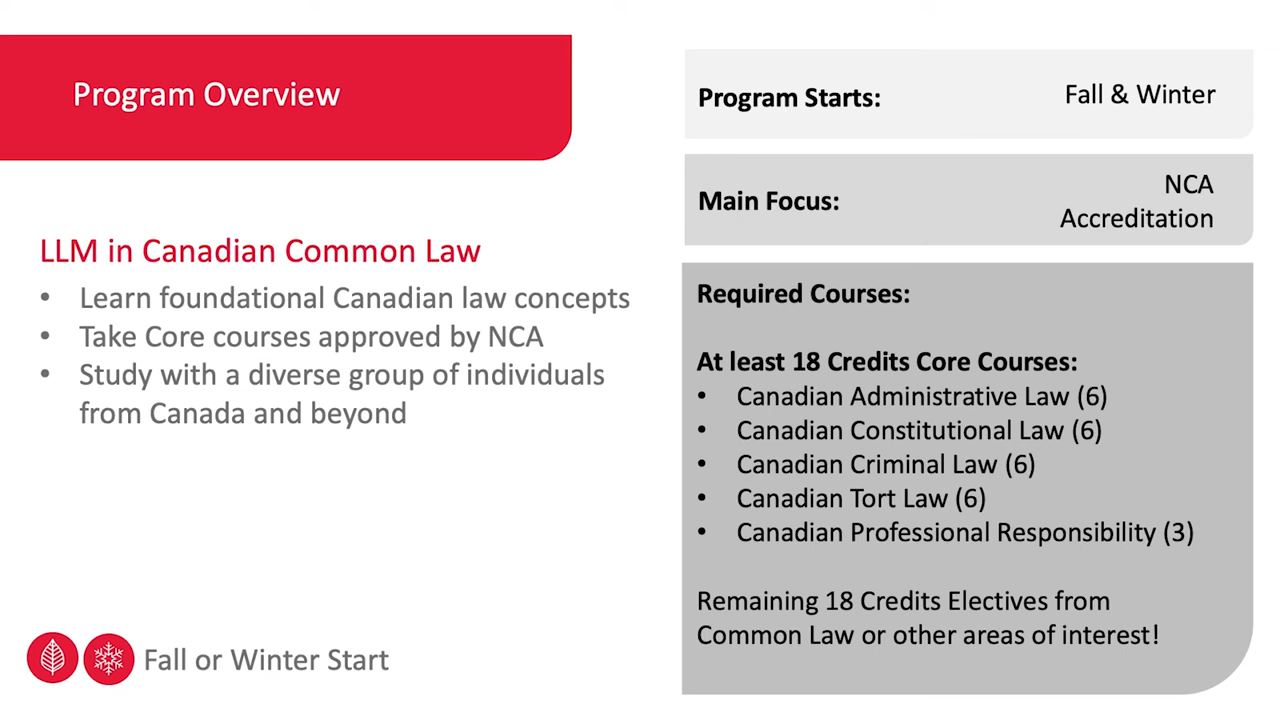 Program Overview
LLM in Canadian Common Law
• Learn foundational Canadian law concepts
• Take Core courses approved by NCA
• Study with a diverse group of individuals
from Canada and beyond
Fall or Winter Start
Program Starts: Fall & Winter
Main Focus: NCA
Accreditation
Required Courses:
At least 18 Credits Core Courses:
• Canadian Administrative Law (6)
• Canadian Constitutional Law (6)
• Canadian Criminal Law (6)
• Canadian Tort Law (6)
• Canadian Professional Responsibility (3)
Remaining 18 Credits Electives from
Common Law or other areas of interest!